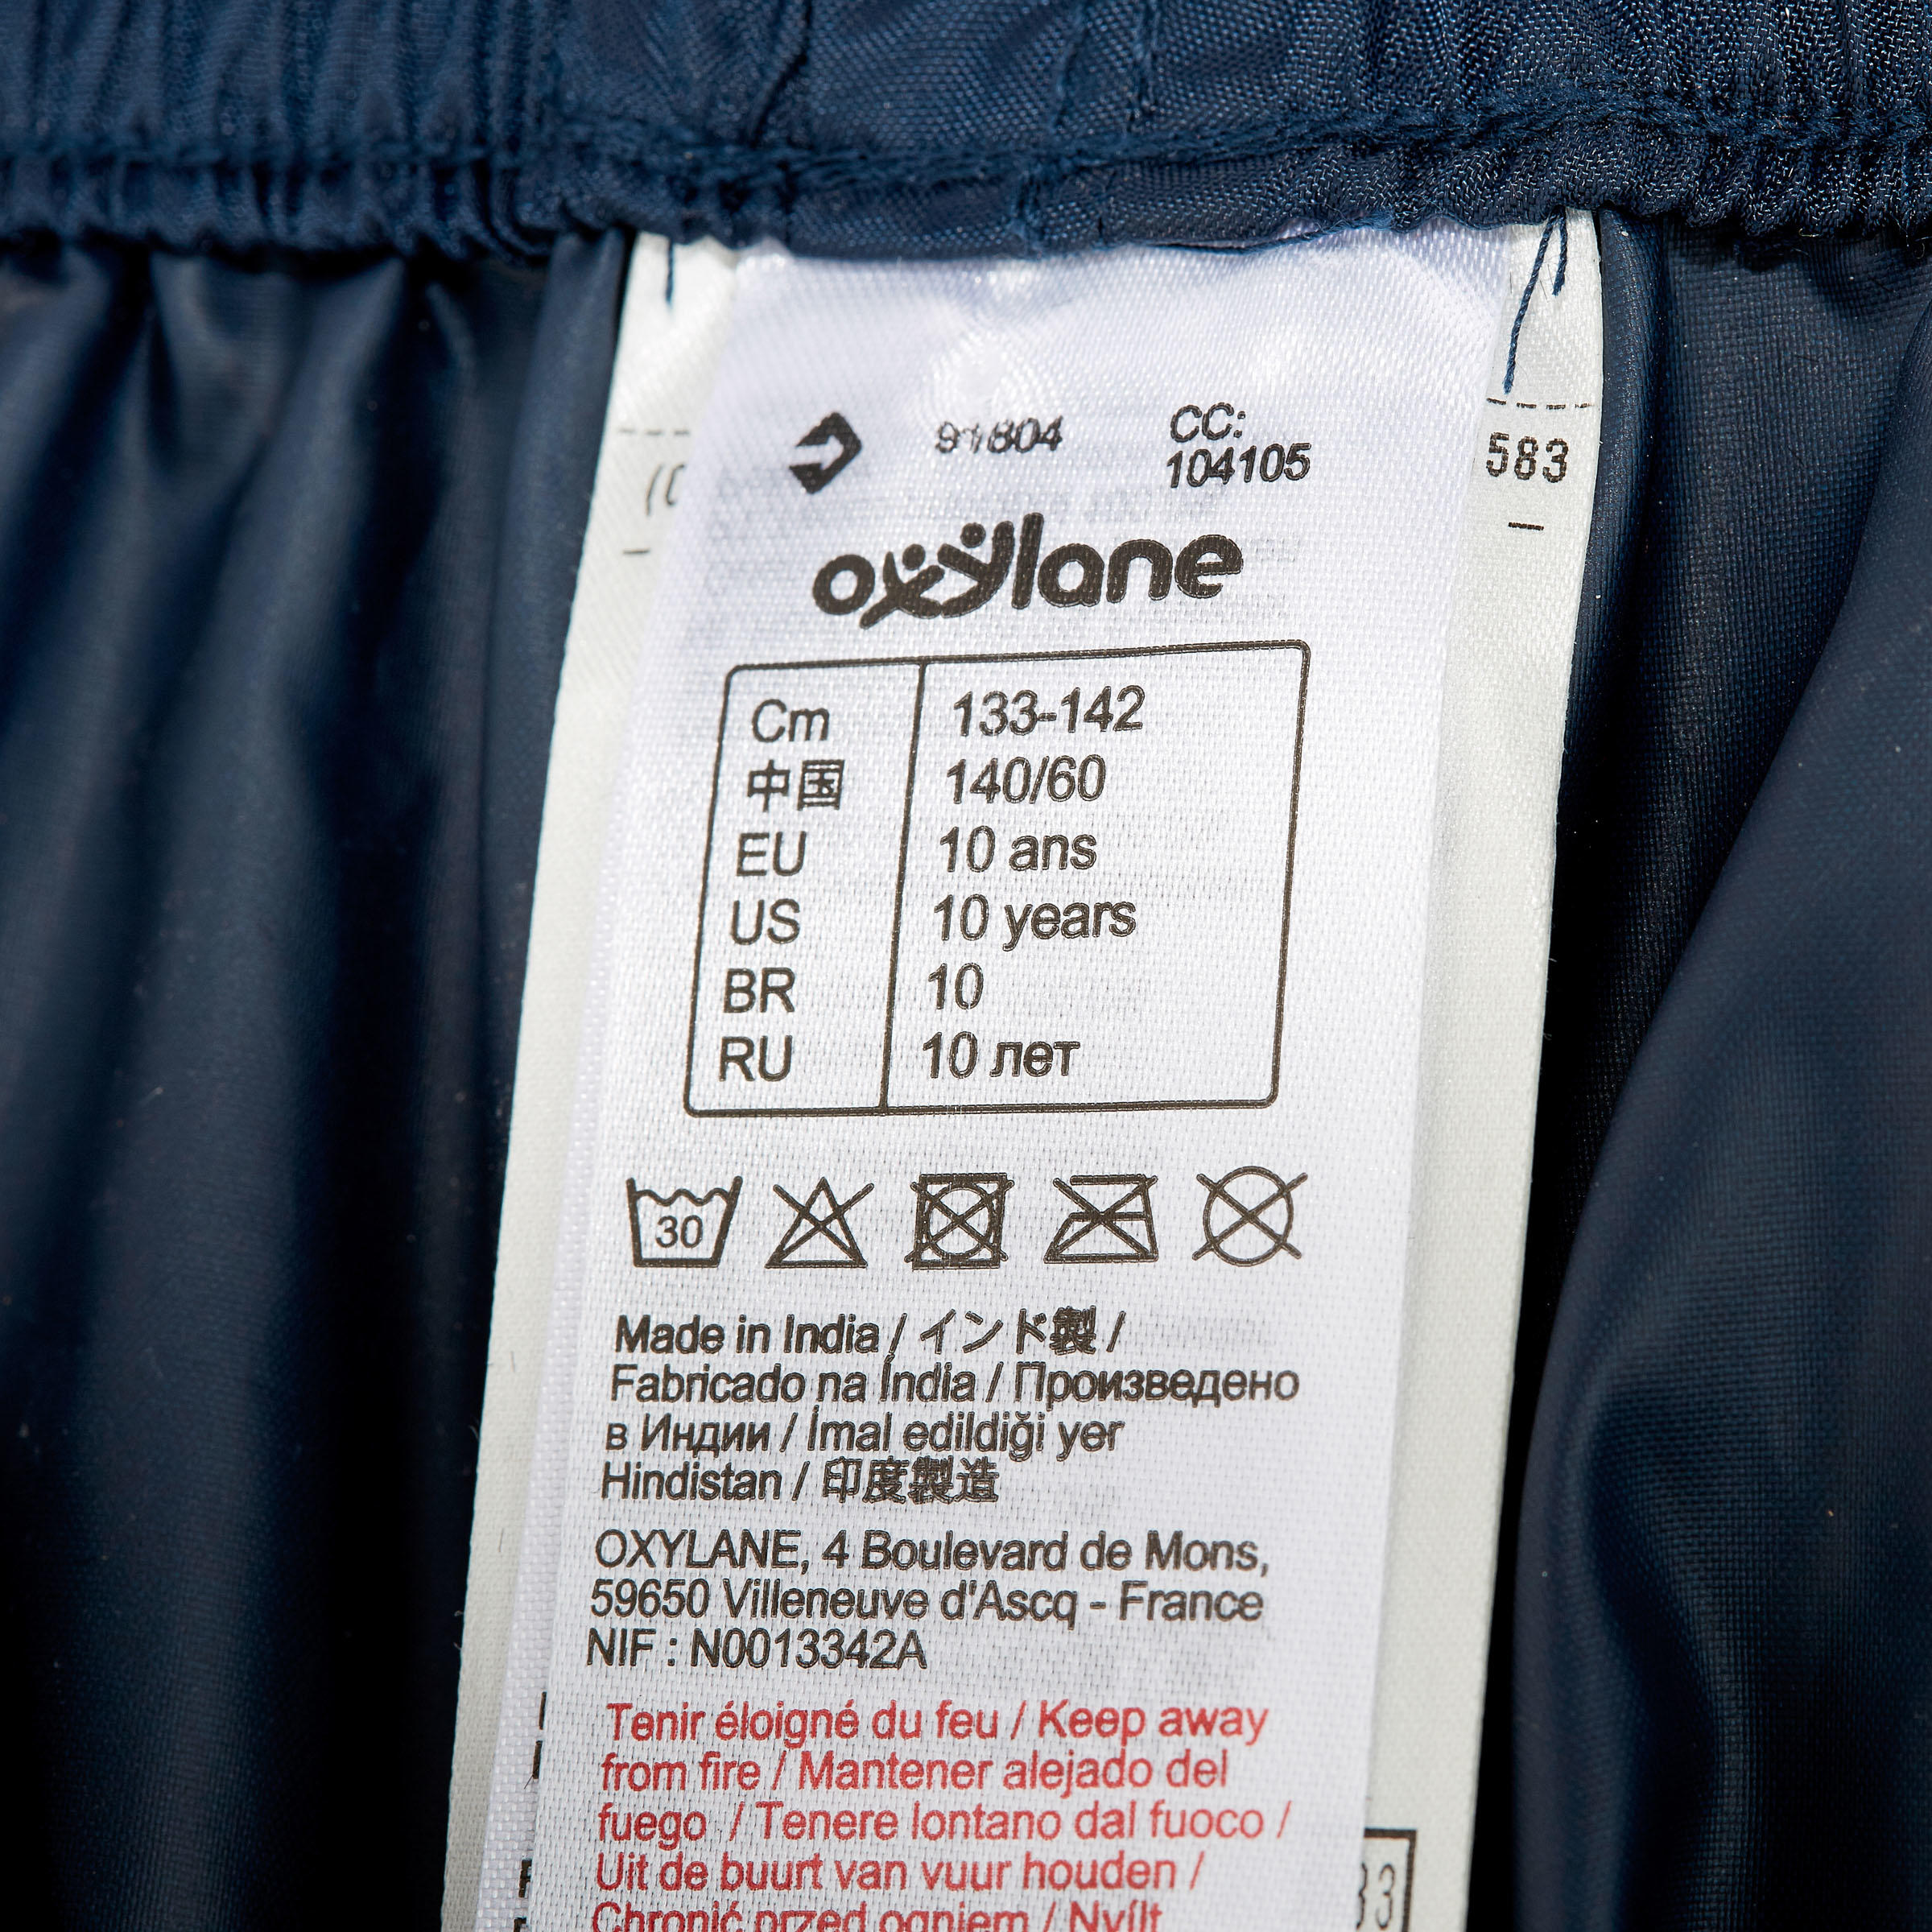 91804 CC:
104105
583
oxylane
Cm 133-142
中国 140/60
EU 10 ans
US 10 years
BR 10
RU 10 лет
30
Made in India / インド製 /
Fabricado na Índia / Произведено
в Индии / İmal edildiği yer
Hindistan / 印度製造
OXYLANE, 4 Boulevard de Mons,
59650 Villeneuve d'Ascq - France
NIF : N0013342A
Tenir éloigné du feu / Keep away
from fire / Mantener alejado del
fuego / Tenere lontano dal fuoco /
Uit de buurt van vuur houden /
Chronić przed ogniem / Nyílt